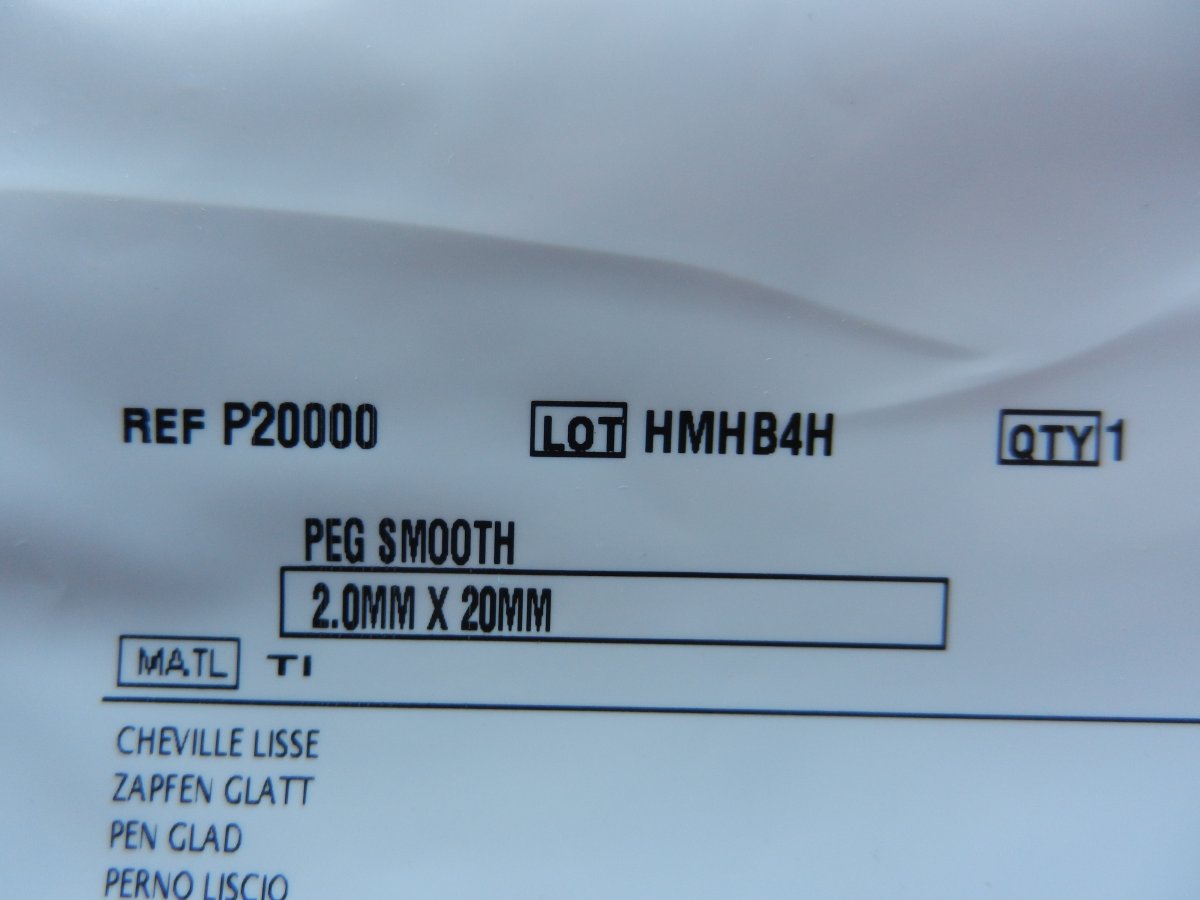 REF P20000 LOT HMHB4H QTY 1
PEG SMOOTH
2.0MM X 20MM
MATL TI
CHEVILLE LISSE
ZAPFEN GLATT
PEN GLAD
PERNO LISCIO